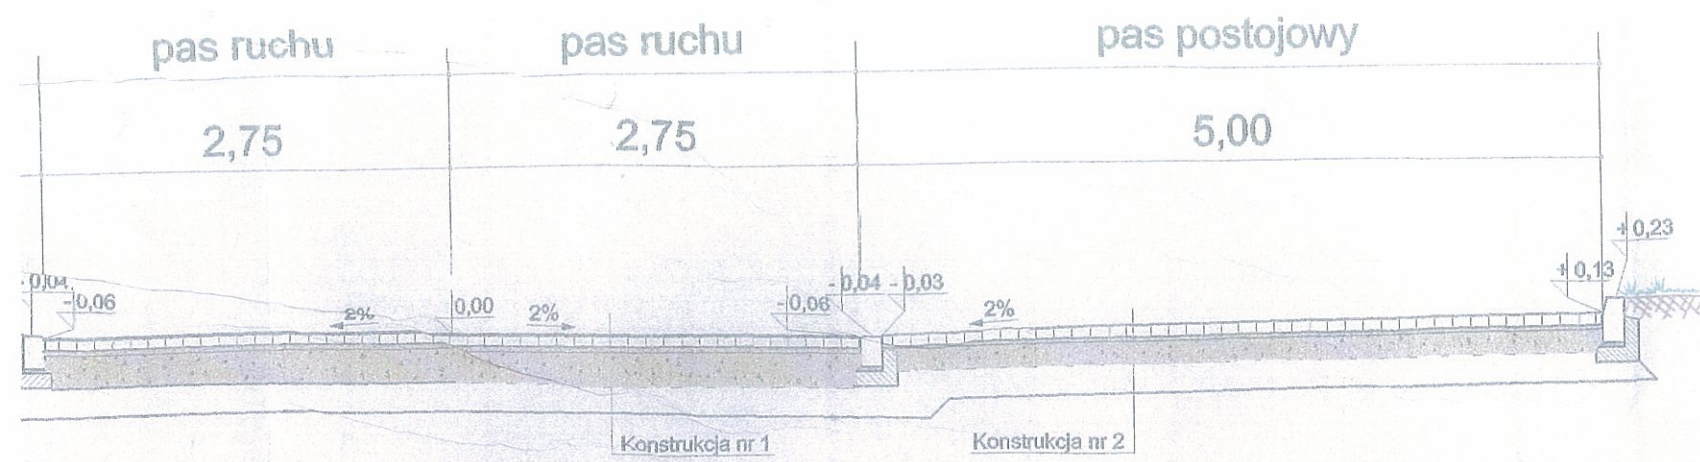 pas ruchu pas ruchu pas postojowy
2,75 2,75 5,00
+0,23
+0,13
-0,04 -0,04 -0,03
-0,06 0,00 -0,06
2% 2% 2%
Konstrukcja nr 1 Konstrukcja nr 2